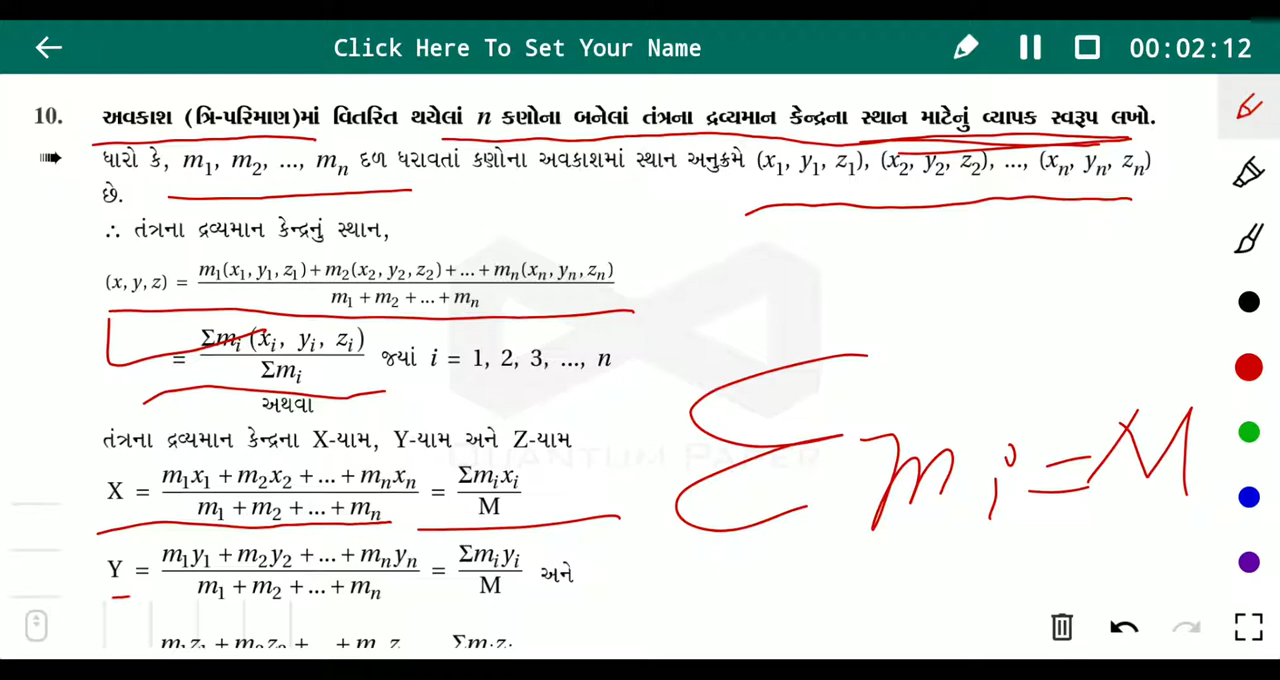 Click Here To Set Your Name
00:02:12
10. અવકાશ (ત્રિ-પરિમાણ)માં વિતરિત થયેલાં n કણોના બનેલાં તંત્રના દ્રવ્યમાન કેન્દ્રના સ્થાન માટેનું વ્યાપક સ્વરૂપ લખો.
ધારો કે, m₁, m₂, ..., mₙ દળ ધરાવતાં કણોના અવકાશમાં સ્થાન અનુક્રમે (x₁, y₁, z₁), (x₂, y₂, z₂), ..., (xₙ, yₙ, zₙ)
છે.
∴ તંત્રના દ્રવ્યમાન કેન્દ્રનું સ્થાન,
(x, y, z) = m₁(x₁, y₁, z₁) + m₂(x₂, y₂, z₂) + ... + mₙ(xₙ, yₙ, zₙ) / m₁ + m₂ + ... + mₙ
= Σmᵢ (xᵢ, yᵢ, zᵢ) / Σmᵢ જ્યાં i = 1, 2, 3, ..., n
અથવા
તંત્રના દ્રવ્યમાન કેન્દ્રના X-યામ, Y-યામ અને Z-યામ
QUANTUM PAPER
X = m₁x₁ + m₂x₂ + ... + mₙxₙ / m₁ + m₂ + ... + mₙ = Σmᵢxᵢ / M
Σ mᵢ = M
Y = m₁y₁ + m₂y₂ + ... + mₙyₙ / m₁ + m₂ + ... + mₙ = Σmᵢyᵢ / M અને